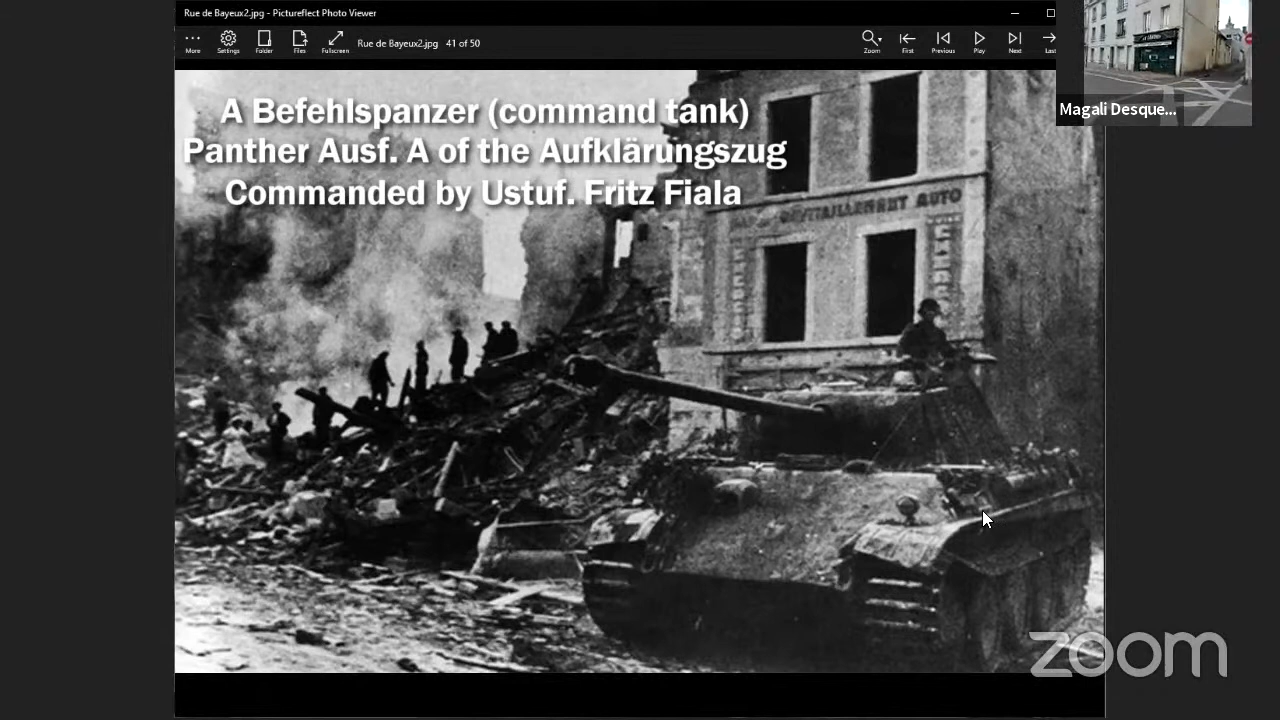 Rue de Bayeux2.jpg - Pictureflect Photo Viewer
More
Settings
Folder
Files
Fullscreen
Rue de Bayeux2.jpg 41 of 50
Zoom
First
Previous
Play
Next
Last
Magali Desque...
A Befehlspanzer (command tank)
Panther Ausf. A of the Aufklärungszug
Commanded by Ustuf. Fritz Fiala
AUTO
zoom